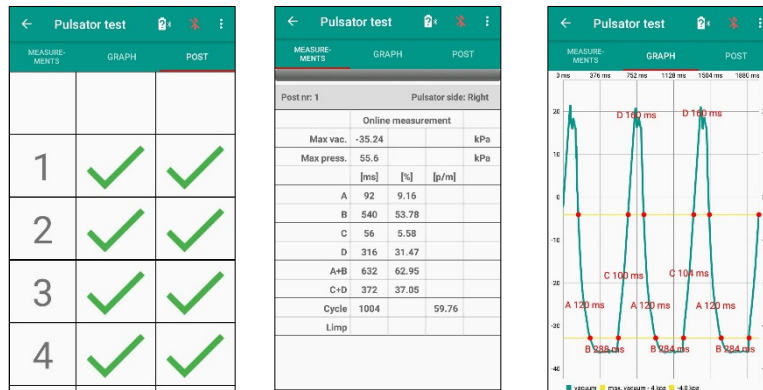 Pulsator test
MEASURE-
MENTS
GRAPH
POST
1
2
3
4
Pulsator test
MEASURE-
MENTS
GRAPH
POST
Post nr: 1 Pulsator side: Right
Online measurement
Max vac. -35.24 kPa
Max press. 55.6 kPa
[ms] [%] [p/m]
A 92 9.16
B 540 53.78
C 56 5.58
D 316 31.47
A+B 632 62.95
C+D 372 37.05
Cycle 1004 59.76
Limp
Pulsator test
MEASURE-
MENTS
GRAPH
POST
0 ms 376 ms 752 ms 1128 ms 1504 ms 1880 ms
20
D 160 ms D 160 ms
10
0
-10
C 100 ms C 104 ms
-20
A 120 ms A 120 ms A 120 ms
-30
B 288 ms B 284 ms B 284 ms
-40
vacuum max. vacuum - 4 kpa -4.0 kpa